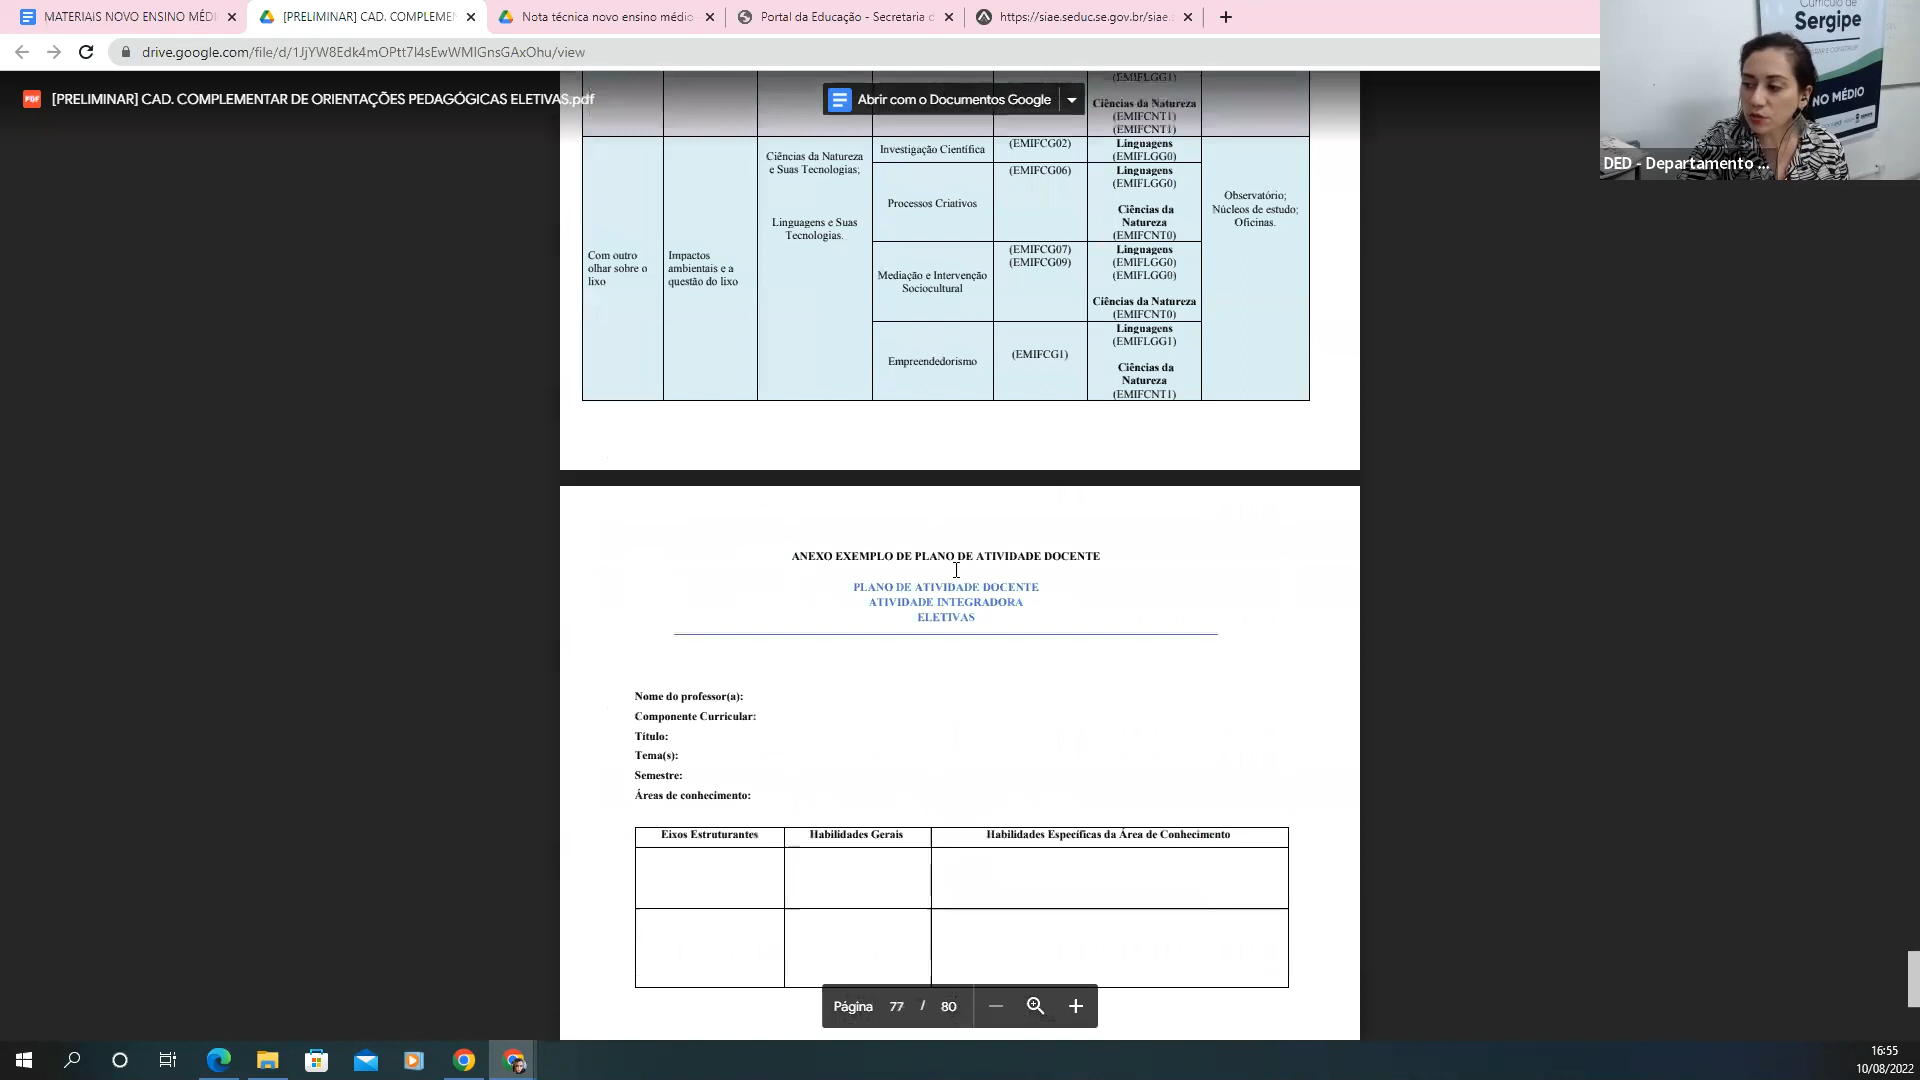 MATERIAIS NOVO ENSINO MÉDI
[PRELIMINAR] CAD. COMPLEMEN
Nota técnica novo ensino médio
Portal da Educação - Secretaria d
https://siae.seduc.se.gov.br/siae.s
drive.google.com/file/d/1JjYW8Edk4mOPtt7l4sEwWMIGnsGAxOhu/view
Currículo de
Sergipe
NO MÉDIO
DED - Departamento ...
PDF
[PRELIMINAR] CAD. COMPLEMENTAR DE ORIENTAÇÕES PEDAGÓGICAS ELETIVAS.pdf
Abrir com o Documentos Google
(EMIFLGG1)
Ciências da Natureza
(EMIFCNT1)
(EMIFCNT1)
Com outro
olhar sobre o
lixo
Impactos
ambientais e a
questão do lixo
Ciências da Natureza
e Suas Tecnologias;
Linguagens e Suas
Tecnologias.
Investigação Científica
(EMIFCG02)
Linguagens
(EMIFLGG0)
Processos Criativos
(EMIFCG06)
Linguagens
(EMIFLGG0)
Ciências da
Natureza
(EMIFCNT0)
Mediação e Intervenção
Sociocultural
(EMIFCG07)
(EMIFCG09)
Linguagens
(EMIFLGG0)
(EMIFLGG0)
Ciências da Natureza
(EMIFCNT0)
Empreendedorismo
(EMIFCG1)
Linguagens
(EMIFLGG1)
Ciências da
Natureza
(EMIFCNT1)
Observatório;
Núcleos de estudo;
Oficinas.
ANEXO EXEMPLO DE PLANO DE ATIVIDADE DOCENTE
PLANO DE ATIVIDADE DOCENTE
ATIVIDADE INTEGRADORA
ELETIVAS
Nome do professor(a):
Componente Curricular:
Título:
Tema(s):
Semestre:
Áreas de conhecimento:
Eixos Estruturantes
Habilidades Gerais
Habilidades Específicas da Área de Conhecimento
Página 77 / 80
16:55
10/08/2022